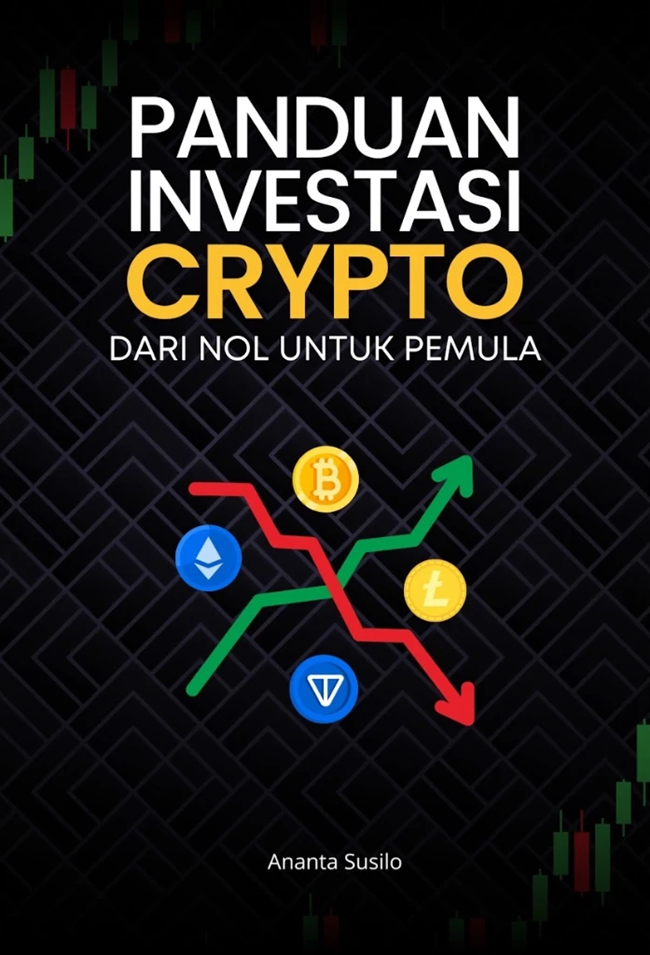 PANDUAN
INVESTASI
CRYPTO
DARI NOL UNTUK PEMULA
Ananta Susilo